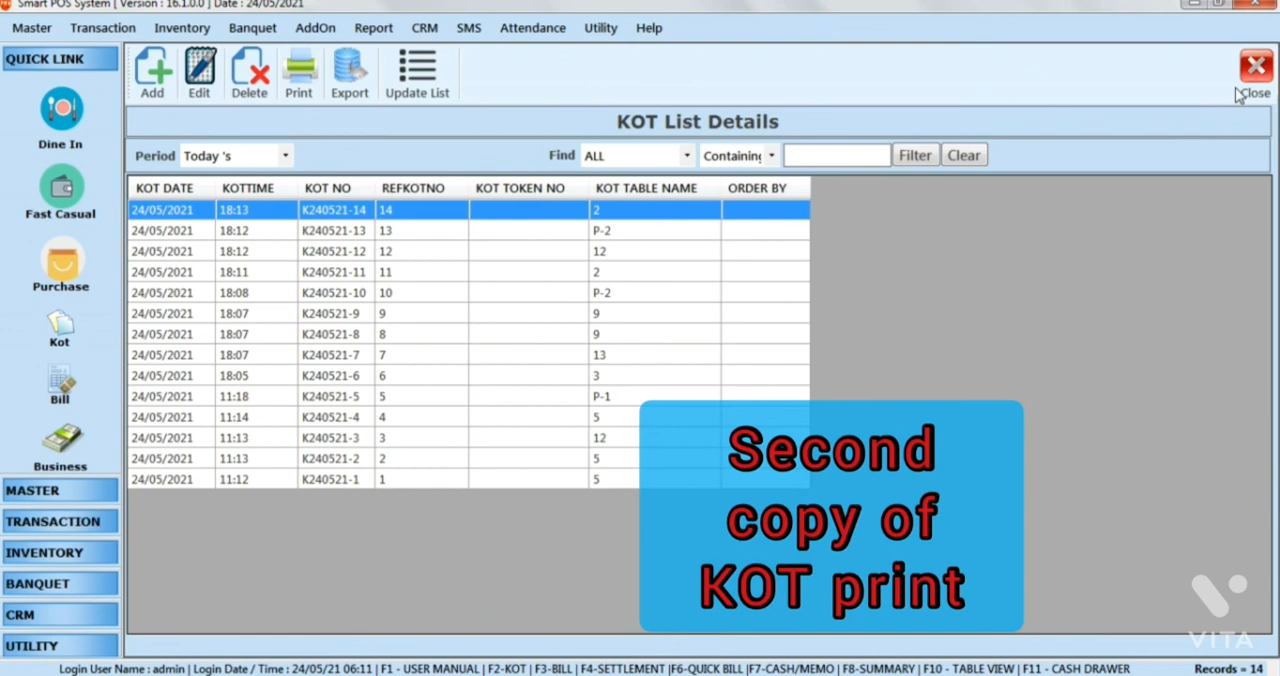 Smart POS System [ Version : 16.1.0.0 ] Date : 24/05/2021
Master Transaction Inventory Banquet AddOn Report CRM SMS Attendance Utility Help
QUICK LINK
Dine In
Fast Casual
Purchase
Kot
Bill
Business
MASTER
TRANSACTION
INVENTORY
BANQUET
CRM
UTILITY
Add Edit Delete Print Export Update List Close
KOT List Details
Period Today 's Find ALL Containing Filter Clear
KOT DATE KOTTIME KOT NO REFKOTNO KOT TOKEN NO KOT TABLE NAME ORDER BY
24/05/2021 18:13 K240521-14 14 2
24/05/2021 18:12 K240521-13 13 P-2
24/05/2021 18:12 K240521-12 12 12
24/05/2021 18:11 K240521-11 11 2
24/05/2021 18:08 K240521-10 10 P-2
24/05/2021 18:07 K240521-9 9 9
24/05/2021 18:07 K240521-8 8 9
24/05/2021 18:07 K240521-7 7 13
24/05/2021 18:05 K240521-6 6 3
24/05/2021 11:18 K240521-5 5 P-1
24/05/2021 11:14 K240521-4 4 5
24/05/2021 11:13 K240521-3 3 12
24/05/2021 11:13 K240521-2 2 5
24/05/2021 11:12 K240521-1 1 5
Second
copy of
KOT print
VITA
Login User Name : admin | Login Date / Time : 24/05/21 06:11 | F1 - USER MANUAL | F2-KOT | F3-BILL | F4-SETTLEMENT |F6-QUICK BILL |F7-CASH/MEMO | F8-SUMMARY | F10 - TABLE VIEW | F11 - CASH DRAWER Records = 14